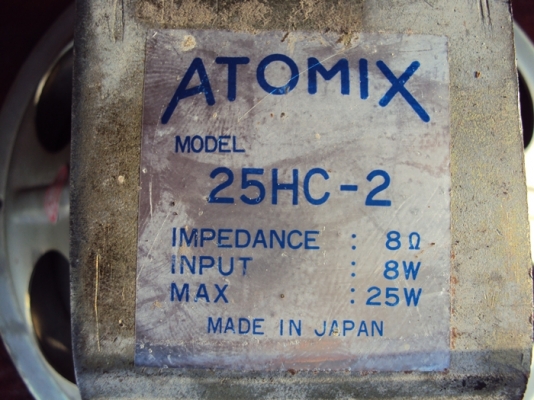 ATOMIX
MODEL
25HC-2
IMPEDANCE : 8Ω
INPUT : 8W
MAX : 25W
MADE IN JAPAN